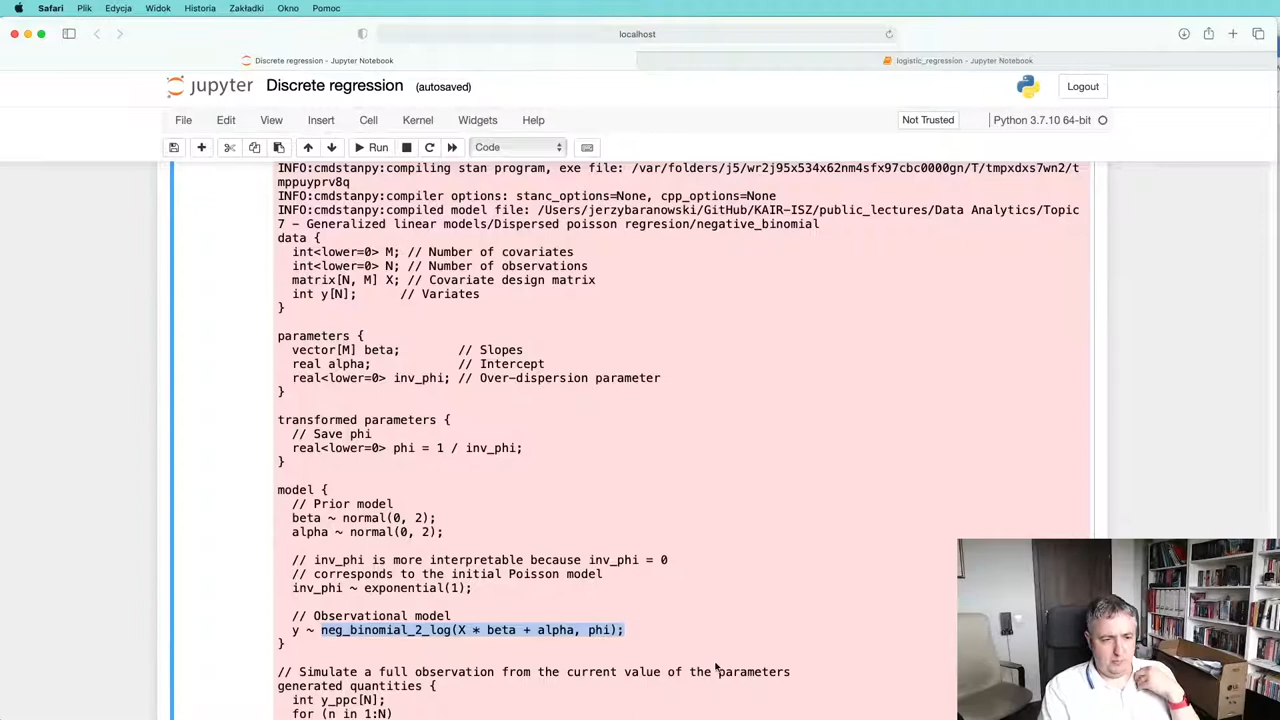 Safari Plik Edycja Widok Historia Zakładki Okno Pomoc
localhost
Discrete regression - Jupyter Notebook
logistic_regression - Jupyter Notebook
jupyter Discrete regression (autosaved)
Logout
File Edit View Insert Cell Kernel Widgets Help
Not Trusted
Python 3.7.10 64-bit
Run
Code
INFO:cmdstanpy:compiling stan program, exe file: /var/folders/j5/wr2j95x534x62nm4sfx97cbc0000gn/T/tmpxdxs7wn2/t
mppuyprv8q
INFO:cmdstanpy:compiler options: stanc_options=None, cpp_options=None
INFO:cmdstanpy:compiled model file: /Users/jerzybaranowski/GitHub/KAIR-ISZ/public_lectures/Data Analytics/Topic
7 - Generalized linear models/Dispersed poisson regresion/negative_binomial
data {
int<lower=0> M; // Number of covariates
int<lower=0> N; // Number of observations
matrix[N, M] X; // Covariate design matrix
int y[N]; // Variates
}
parameters {
vector[M] beta; // Slopes
real alpha; // Intercept
real<lower=0> inv_phi; // Over-dispersion parameter
}
transformed parameters {
// Save phi
real<lower=0> phi = 1 / inv_phi;
}
model {
// Prior model
beta ~ normal(0, 2);
alpha ~ normal(0, 2);
// inv_phi is more interpretable because inv_phi = 0
// corresponds to the initial Poisson model
inv_phi ~ exponential(1);
// Observational model
y ~ neg_binomial_2_log(X * beta + alpha, phi);
}
// Simulate a full observation from the current value of the parameters
generated quantities {
int y_ppc[N];
for (n in 1:N)